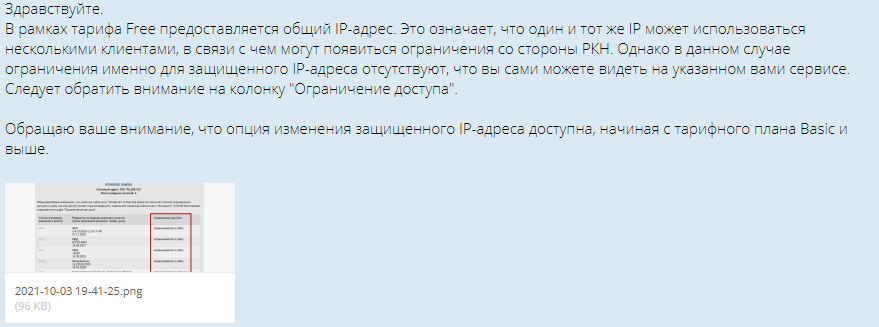 Здравствуйте.
В рамках тарифа Free предоставляется общий IP-адрес. Это означает, что один и тот же IP может использоваться
несколькими клиентами, в связи с чем могут появиться ограничения со стороны РКН. Однако в данном случае
ограничения именно для защищенного IP-адреса отсутствуют, что вы сами можете видеть на указанном вами сервисе.
Следует обратить внимание на колонку "Ограничение доступа".
Обращаю ваше внимание, что опция изменения защищенного IP-адреса доступна, начиная с тарифного плана Basic и
выше.
2021-10-03 19-41-25.png
(96 KB)